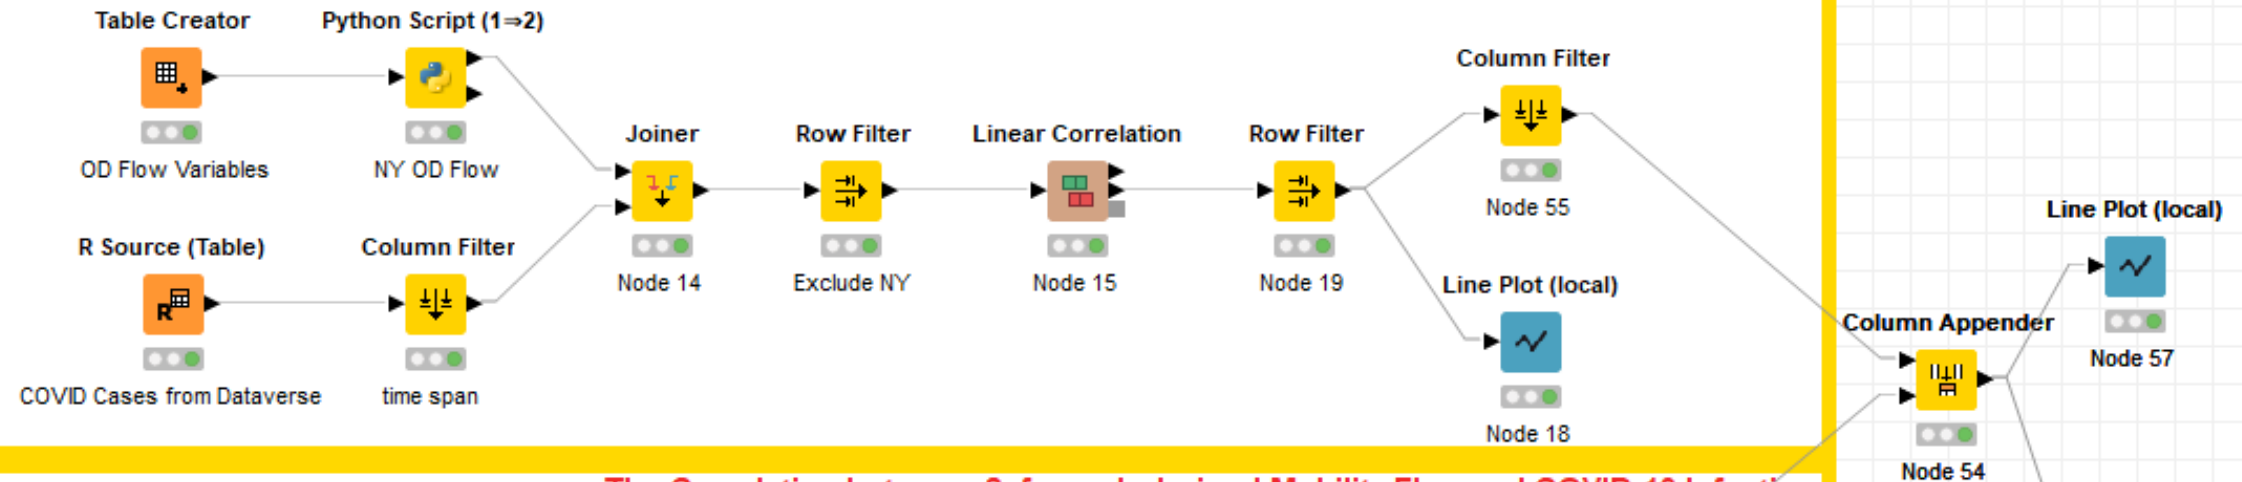 Table Creator
OD Flow Variables
Python Script (1⇒2)
NY OD Flow
R Source (Table)
R
COVID Cases from Dataverse
Column Filter
time span
Joiner
Node 14
Row Filter
Exclude NY
Linear Correlation
Node 15
Row Filter
Node 19
Column Filter
Node 55
Line Plot (local)
Node 18
Column Appender
Node 54
Line Plot (local)
Node 57